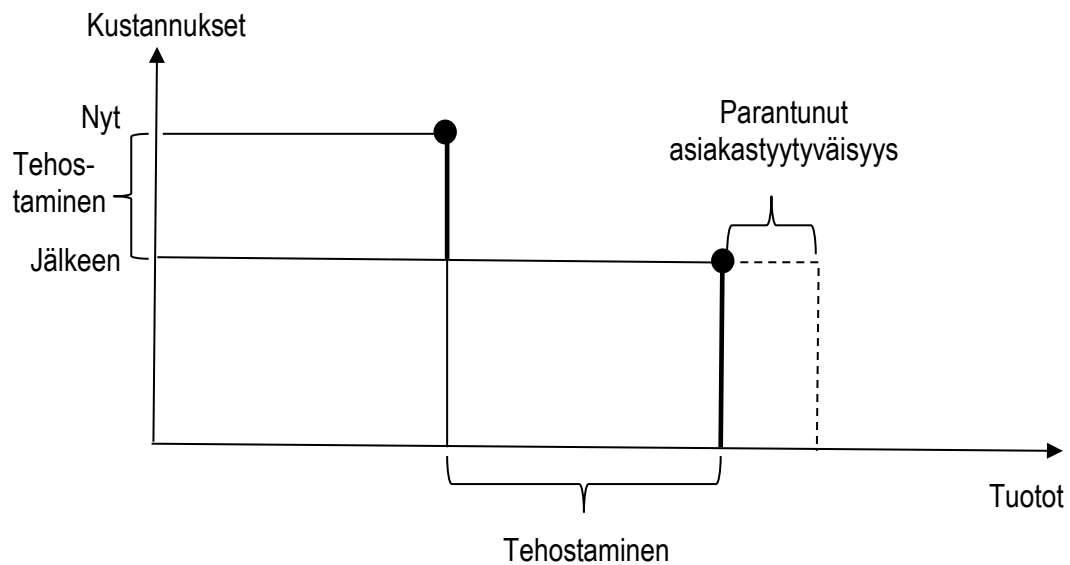 Kustannukset
Nyt
Tehos-
taminen
Jälkeen
Parantunut
asiakastyytyväisyys
Tuotot
Tehostaminen